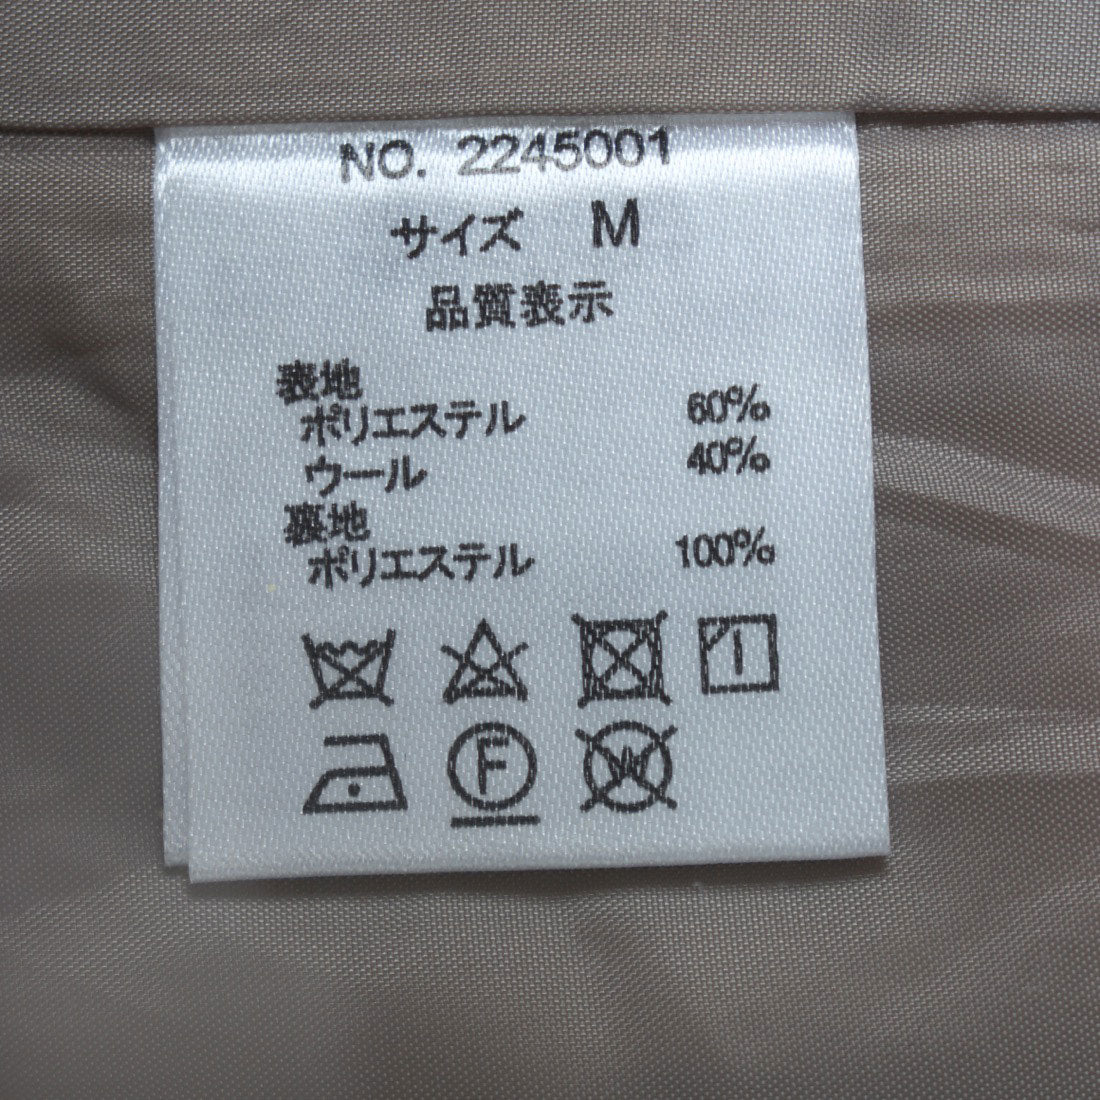 NO. 2245001
サイズ M
品質表示
表地
ポリエステル 60%
ウール 40%
裏地
ポリエステル 100%
F
W